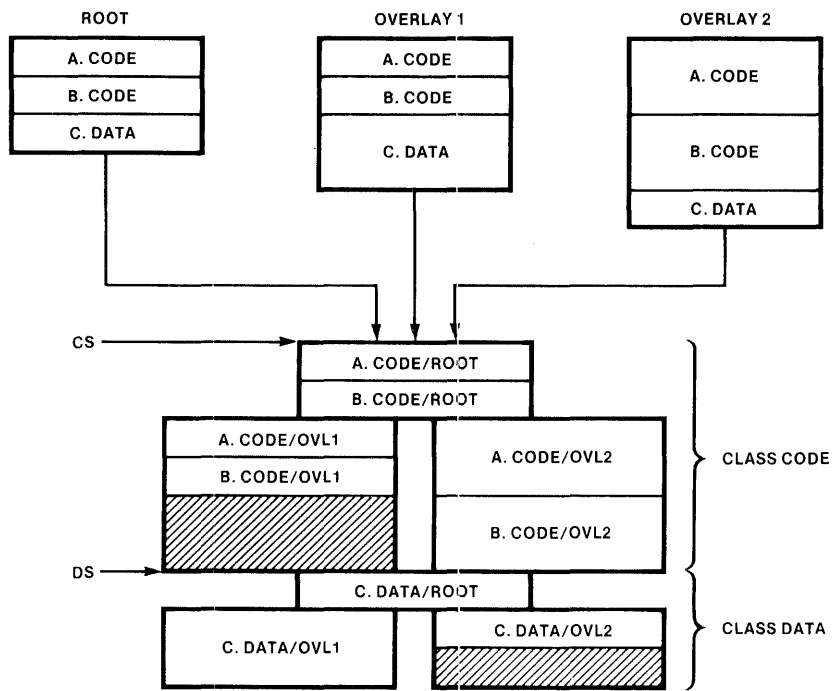 ROOT
OVERLAY 1
OVERLAY 2
A. CODE
B. CODE
C. DATA
A. CODE
B. CODE
C. DATA
A. CODE
B. CODE
C. DATA
CS
A. CODE/ROOT
B. CODE/ROOT
A. CODE/OVL1
B. CODE/OVL1
A. CODE/OVL2
B. CODE/OVL2
CLASS CODE
DS
C. DATA/ROOT
C. DATA/OVL1
C. DATA/OVL2
CLASS DATA